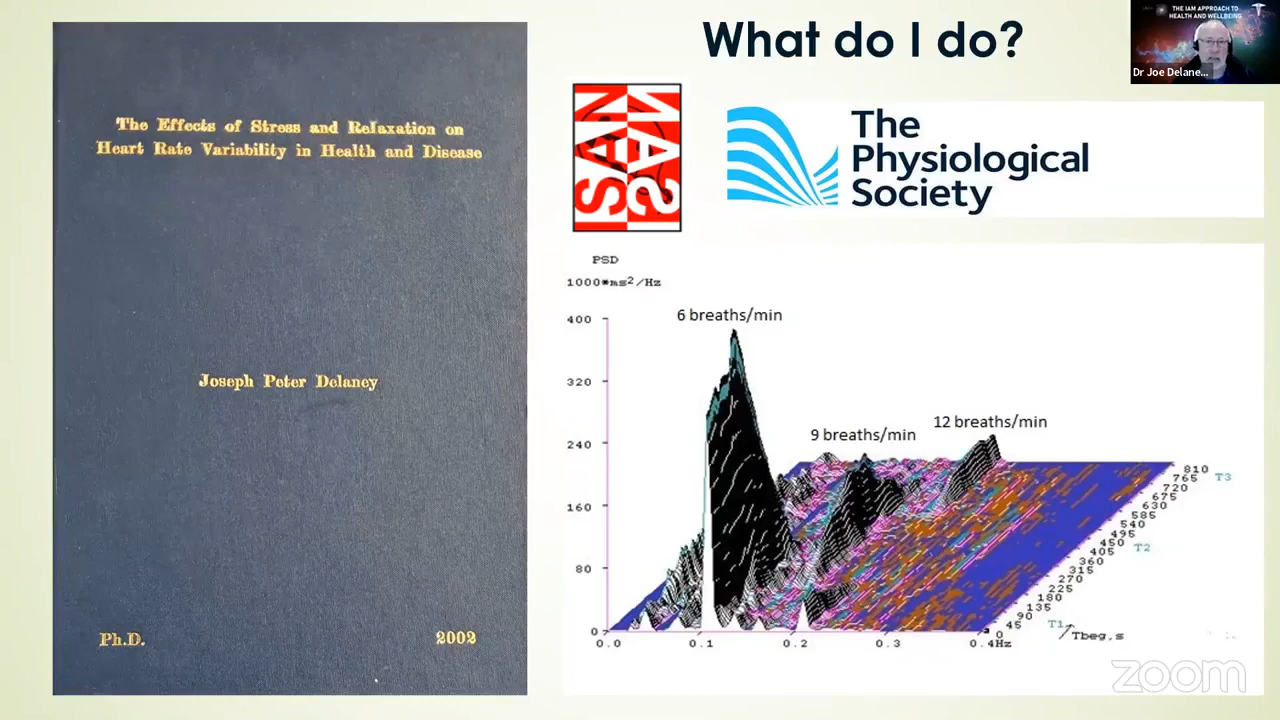 What do I do?
THE IAM APPROACH TO
HEALTH AND WELLBEING
Dr Joe Delane...
The Effects of Stress and Relaxation on
Heart Rate Variability in Health and Disease
Joseph Peter Delaney
Ph.D. 2002
The
Physiological
Society
PSD
1000*ms2/Hz
400
320
240
160
80
0
6 breaths/min
9 breaths/min
12 breaths/min
0.0 0.1 0.2 0.3 0.4Hz
810
765
720
675
630
585
540
495
450
405
360
315
270
225
180
135
90
45
0
T3
T2
T1
Tbeg,s
zoom